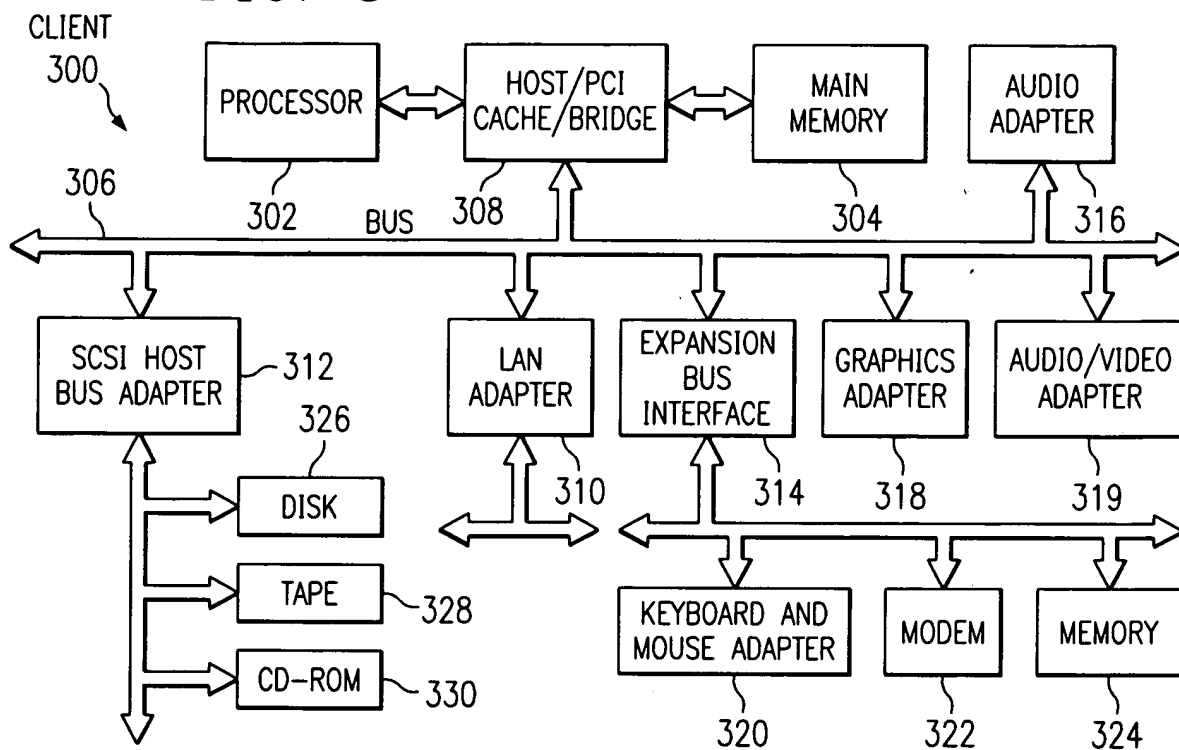 CLIENT
300
PROCESSOR
302
HOST/PCI
CACHE/BRIDGE
308
MAIN
MEMORY
304
AUDIO
ADAPTER
316
306
BUS
SCSI HOST
BUS ADAPTER
312
LAN
ADAPTER
310
EXPANSION
BUS
INTERFACE
314
GRAPHICS
ADAPTER
318
AUDIO/VIDEO
ADAPTER
319
326
DISK
TAPE
328
CD-ROM
330
KEYBOARD AND
MOUSE ADAPTER
320
MODEM
322
MEMORY
324